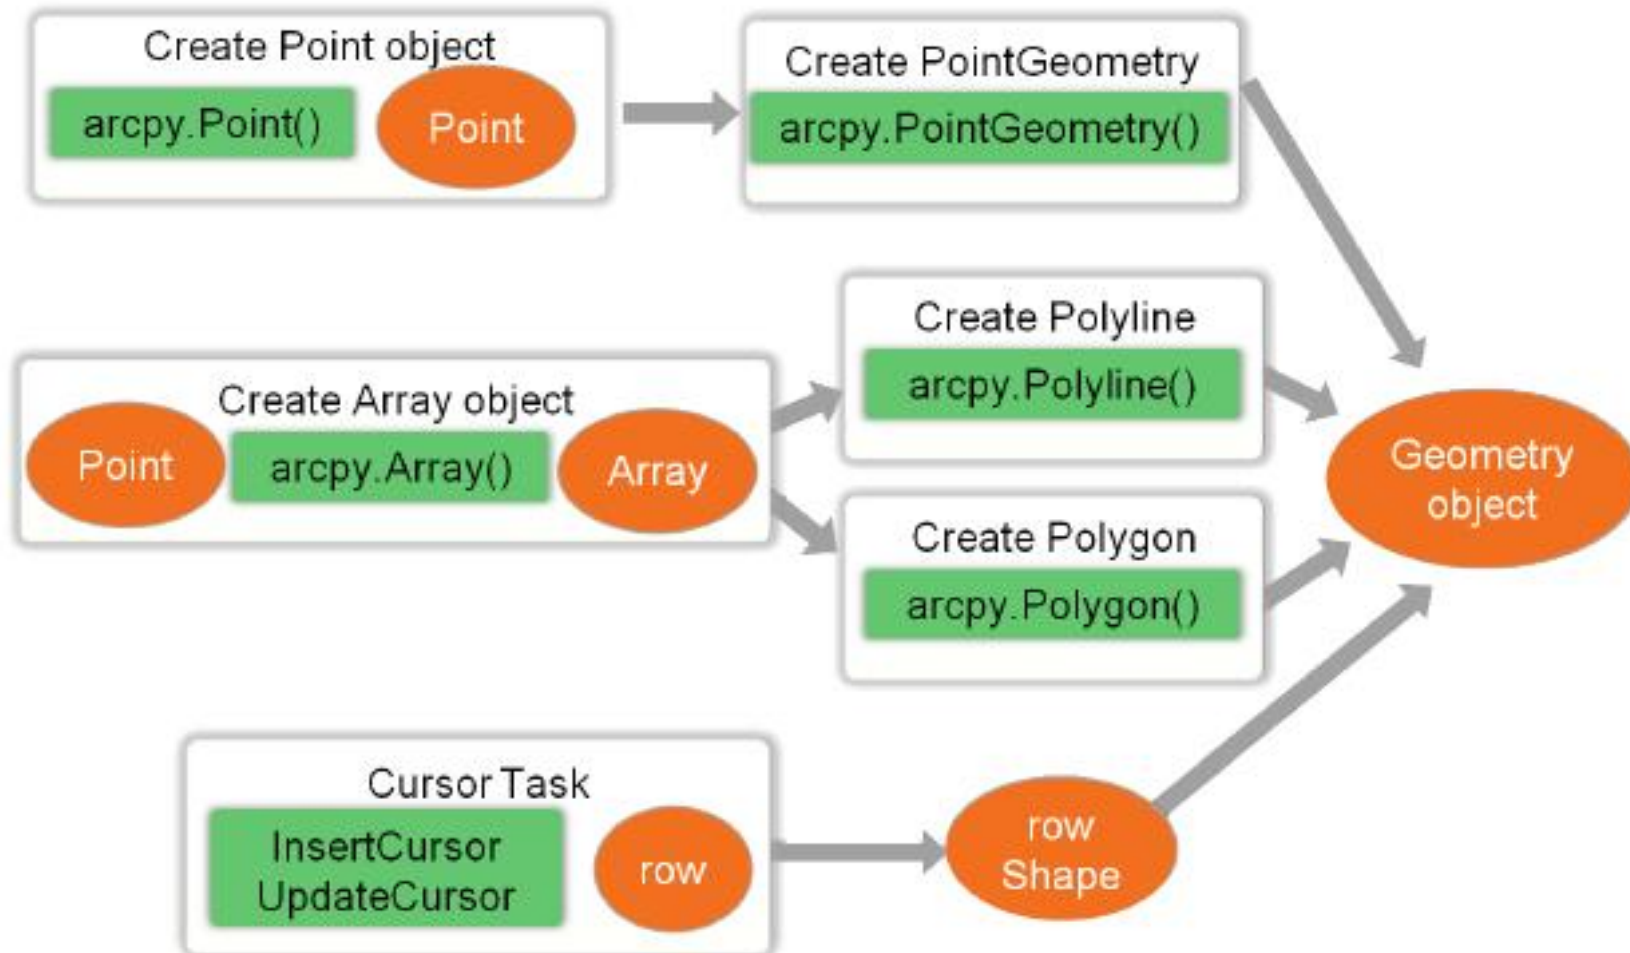 Create Point object
arcpy.Point()
Point
Create PointGeometry
arcpy.PointGeometry()
Create Array object
Point
arcpy.Array()
Array
Create Polyline
arcpy.Polyline()
Create Polygon
arcpy.Polygon()
Geometry
object
Cursor Task
InsertCursor
UpdateCursor
row
row
Shape